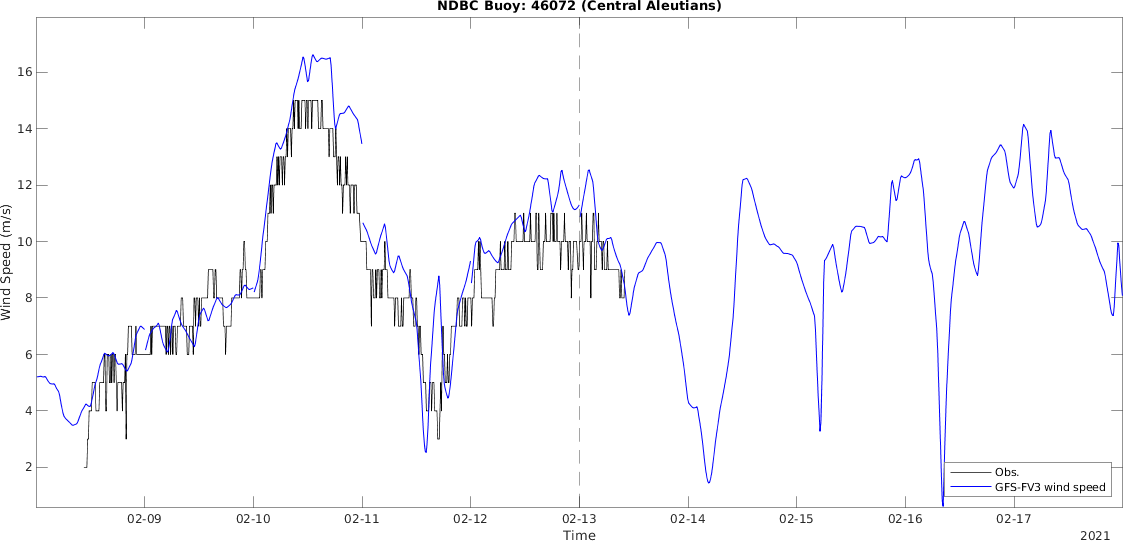 NDBC Buoy: 46072 (Central Aleutians)
Wind Speed (m/s)
16
14
12
10
8
6
4
2
Obs.
GFS-FV3 wind speed
02-09 02-10 02-11 02-12 02-13 02-14 02-15 02-16 02-17
Time
2021